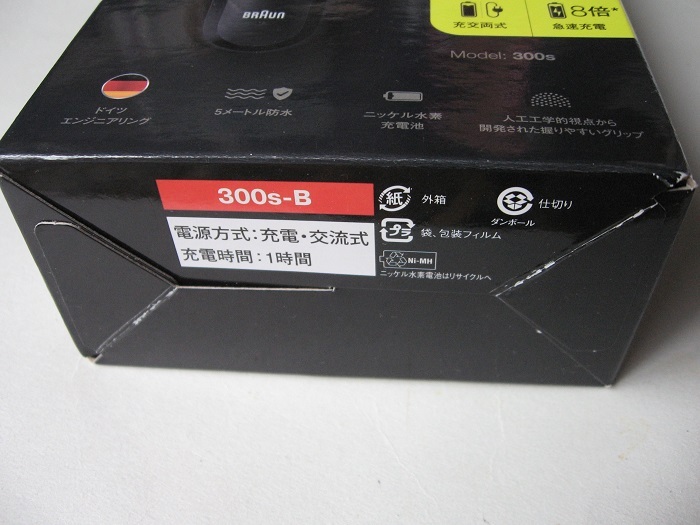 BRAUN
充交両式
8倍*
急速充電
Model: 300s
ドイツ
エンジニアリング
5メートル防水
ニッケル水素
充電池
人工工学的視点から
開発された握りやすいグリップ
300s-B
電源方式:充電・交流式
充電時間:1時間
紙 外箱
ダンボール
仕切り
プラ 袋、包装フィルム
Ni-MH
ニッケル水素電池はリサイクルへ